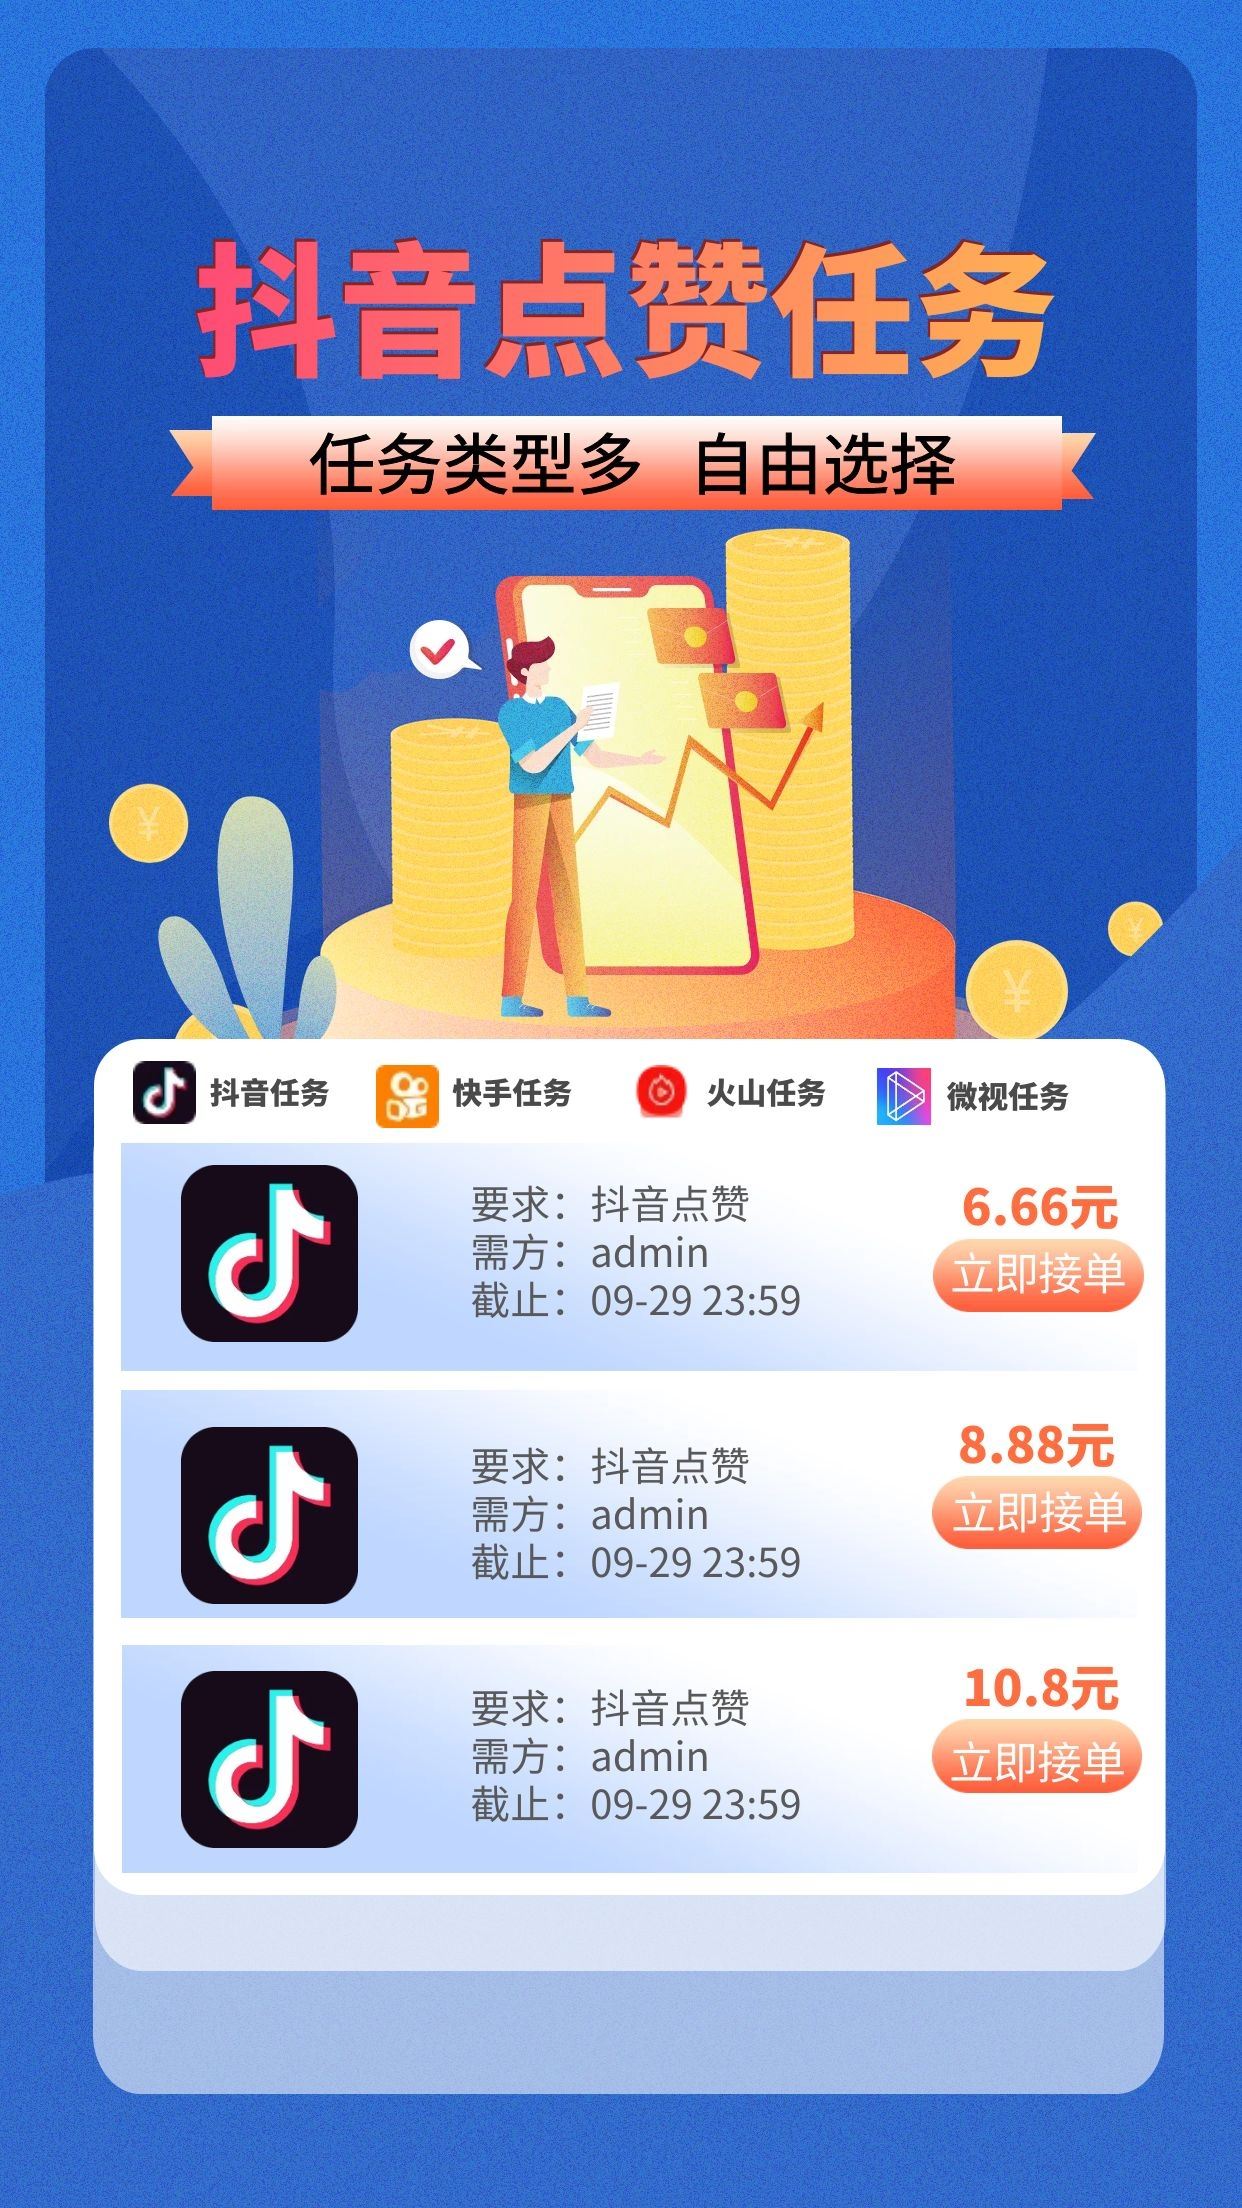 抖音点赞任务
任务类型多 自由选择
抖音任务 快手任务 火山任务 微视任务
要求：抖音点赞
需方：admin
截止：09-29 23:59
6.66元
立即接单
要求：抖音点赞
需方：admin
截止：09-29 23:59
8.88元
立即接单
要求：抖音点赞
需方：admin
截止：09-29 23:59
10.8元
立即接单